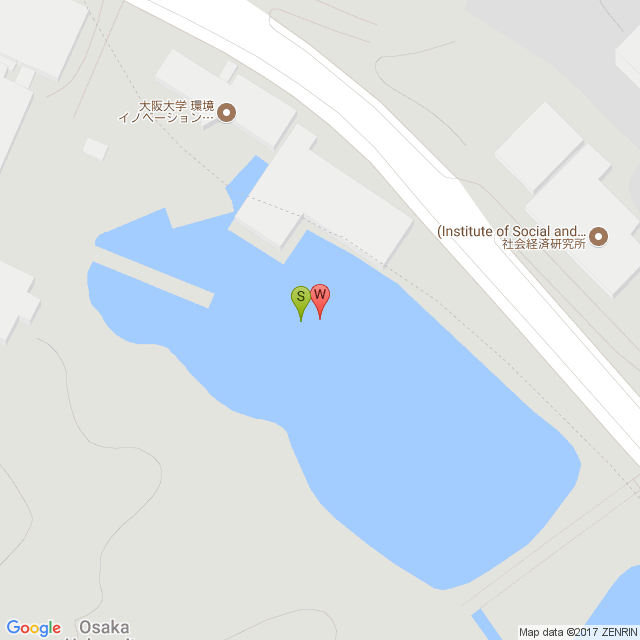 大阪大学 環境
イノベーション…
(Institute of Social and...
社会経済研究所
S
W
Google
Osaka
Map data ©2017 ZENRIN